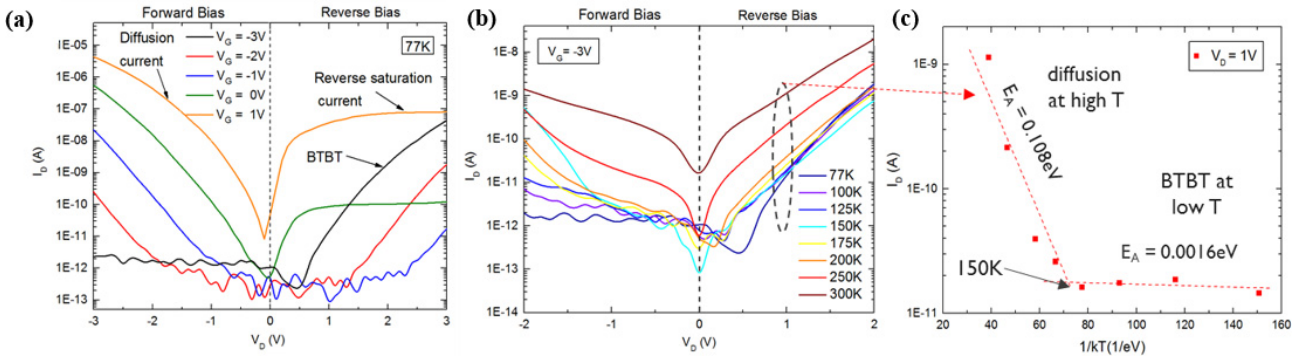 (a)
Forward Bias
Reverse Bias
1E-05
1E-06
1E-07
1E-08
1E-09
1E-10
1E-11
1E-12
1E-13
I_D (A)
Diffusion
current
V_G = -3V
V_G = -2V
V_G = -1V
V_G = 0V
V_G = 1V
77K
Reverse saturation
current
BTBT
-3 -2 -1 0 1 2 3
V_D (V)
(b)
Forward Bias
Reverse Bias
1E-8
1E-9
1E-10
1E-11
1E-12
1E-13
1E-14
I_D (A)
V_G = -3V
77K
100K
125K
150K
175K
200K
250K
300K
-2 -1 0 1 2
V_D (V)
(c)
1E-9
1E-10
1E-11
I_D (A)
V_D = 1V
diffusion
at high T
E_A = 0.108eV
BTBT at
low T
E_A = 0.0016eV
150K
20 40 60 80 100 120 140 160
1/kT(1/eV)